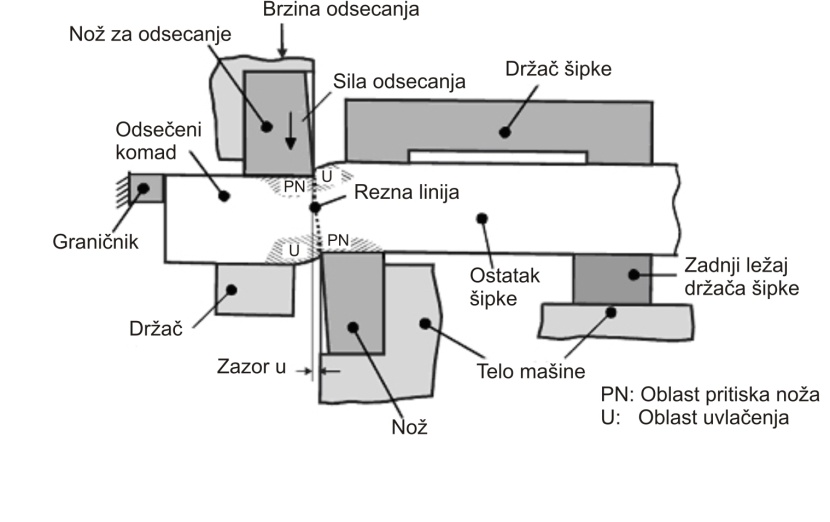 Brzina odsecanja
Nož za odsecanje
Sila odsecanja
Držač šipke
Odsečeni
komad
PN
U
Rezna linija
Graničnik
U
PN
Ostatak
šipke
Zadnji ležaj
držača šipke
Držač
Zazor u
Telo mašine
Nož
PN: Oblast pritiska noža
U: Oblast uvlačenja